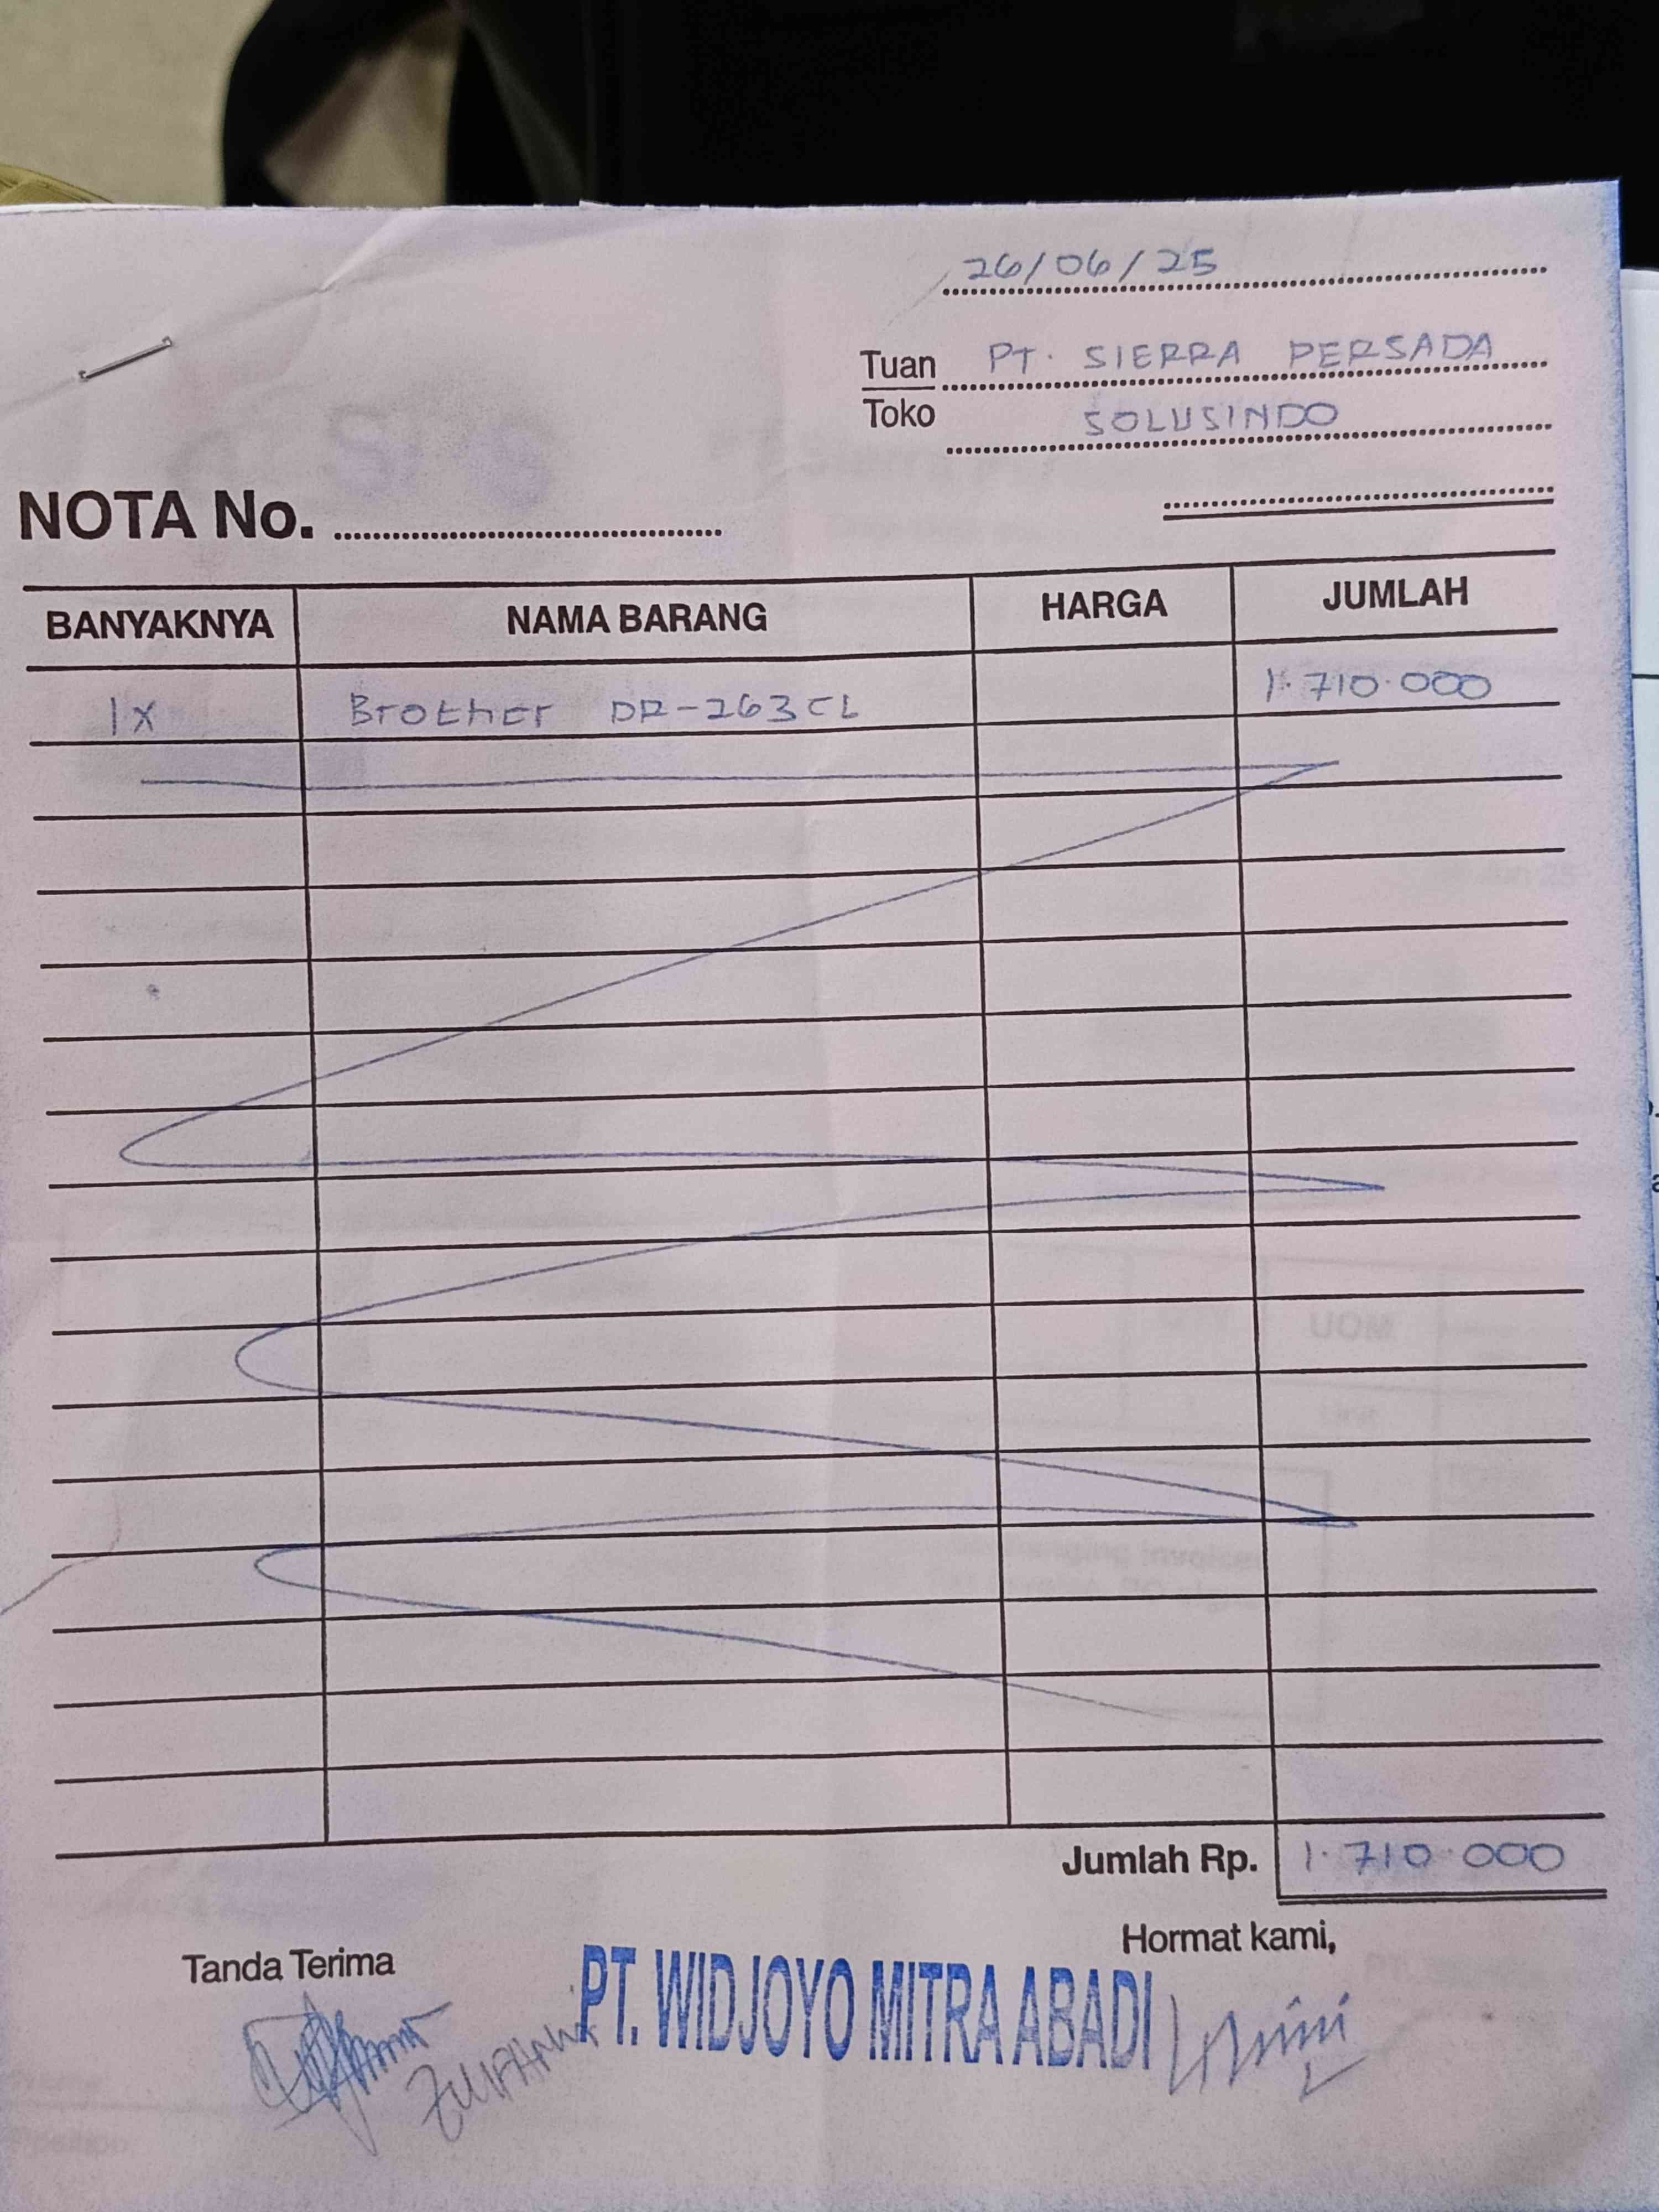 26/06/25
Tuan PT. SIERRA PERSADA
Toko SOLUSINDO
NOTA No.
BANYAKNYA NAMA BARANG HARGA JUMLAH
1x Brother DR-263CL 1.710.000
Jumlah Rp. 1.710.000
Hormat kami,
Tanda Terima
PT. WIDJOYO MITRA ABADI